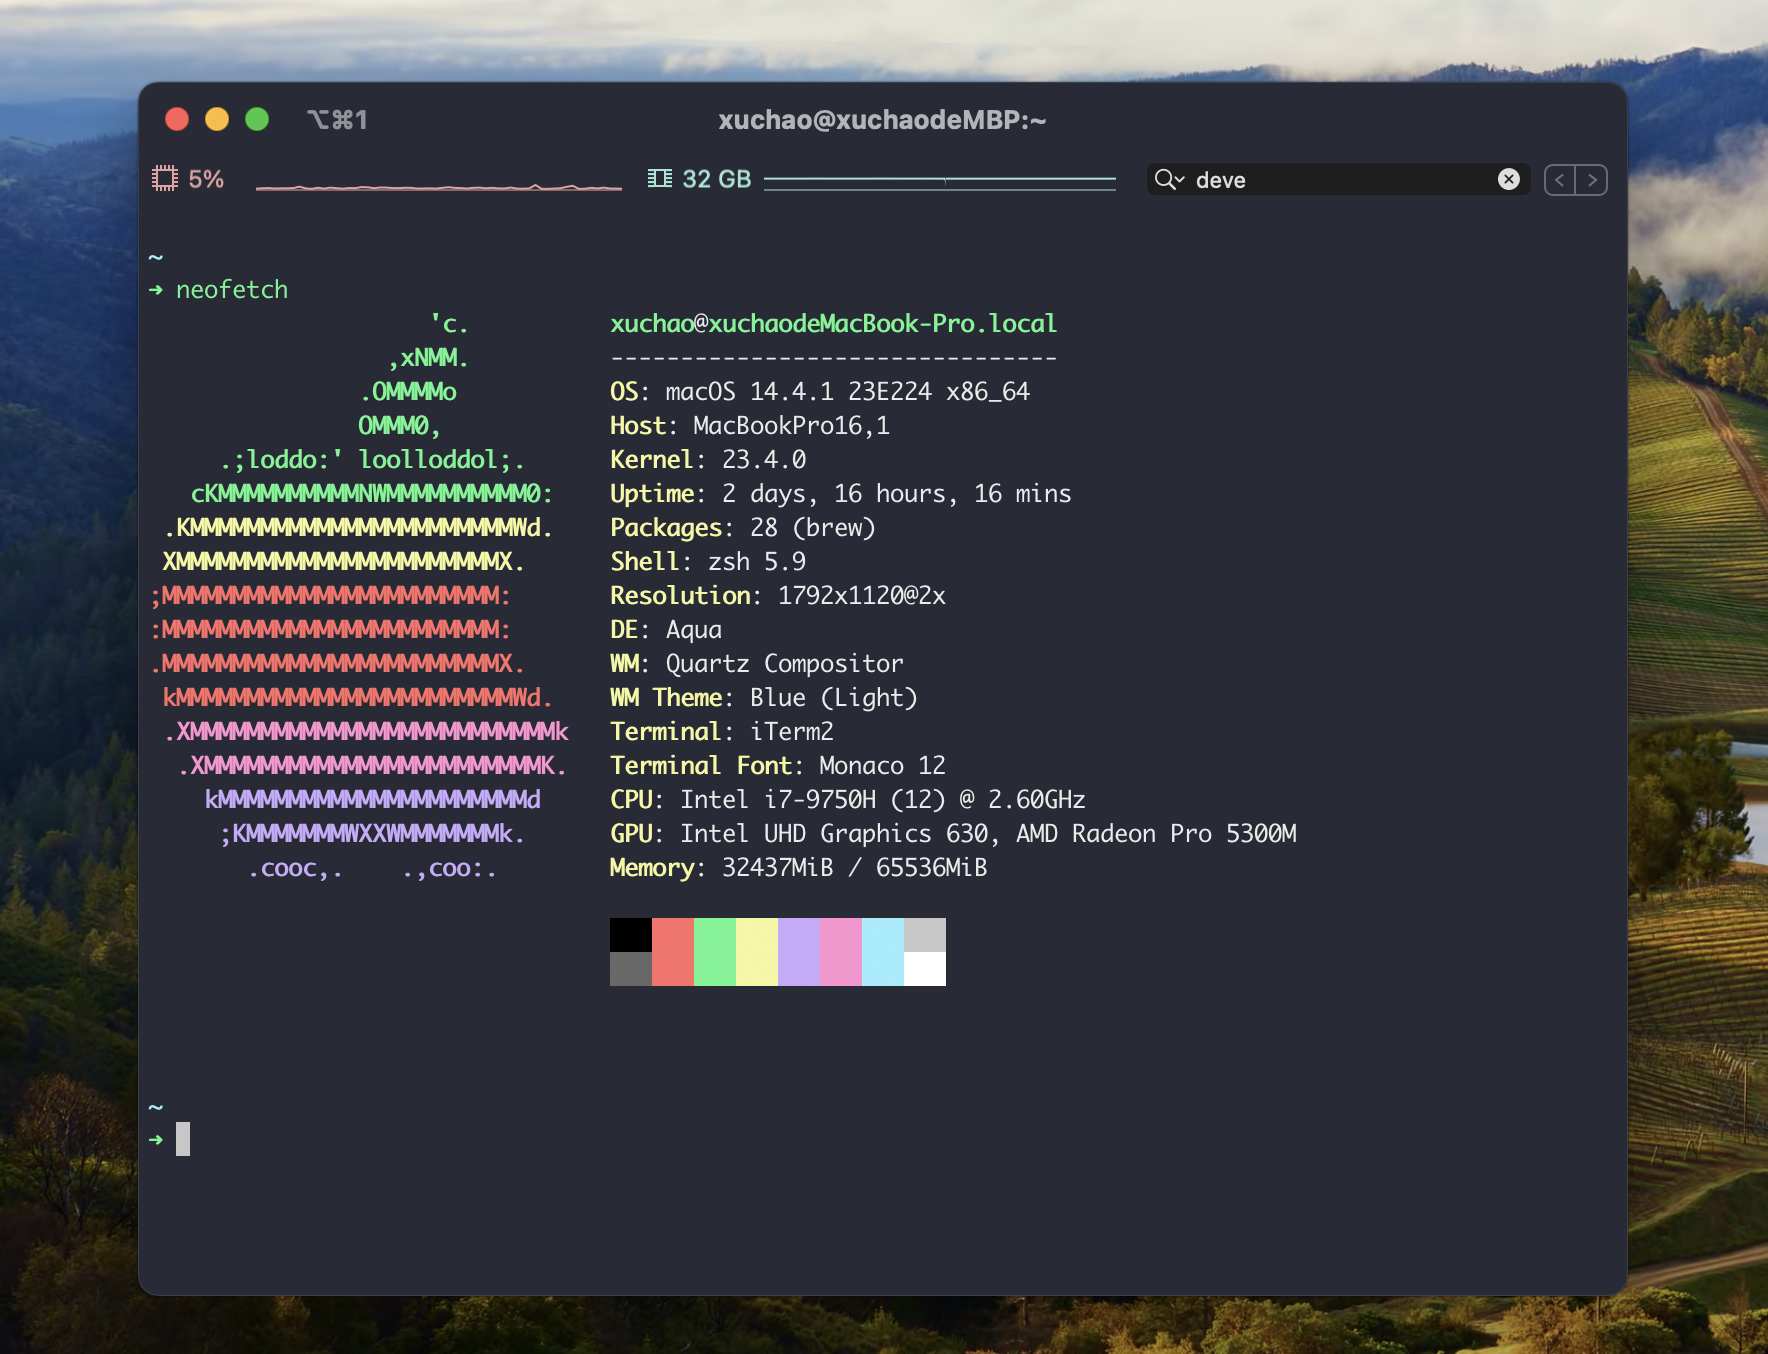 ⌥⌘1
xuchao@xuchaodeMBP:~
5%
32 GB
deve
~
➜ neofetch
'c.
xuchao@xuchaodeMacBook-Pro.local
,xNMM.
--------------------------------
.OMMMMo
OS: macOS 14.4.1 23E224 x86_64
OMMM0,
Host: MacBookPro16,1
.;loddo:' loolloddol;.
Kernel: 23.4.0
cKMMMMMMMMMMNWMMMMMMMMMM0:
Uptime: 2 days, 16 hours, 16 mins
.KMMMMMMMMMMMMMMMMMMMMMMMWd.
Packages: 28 (brew)
XMMMMMMMMMMMMMMMMMMMMMMMX.
Shell: zsh 5.9
;MMMMMMMMMMMMMMMMMMMMMMMM:
Resolution: 1792x1120@2x
:MMMMMMMMMMMMMMMMMMMMMMMM:
DE: Aqua
.MMMMMMMMMMMMMMMMMMMMMMMMX.
WM: Quartz Compositor
kMMMMMMMMMMMMMMMMMMMMMMMMWd.
WM Theme: Blue (Light)
.XMMMMMMMMMMMMMMMMMMMMMMMMMMk
Terminal: iTerm2
.XMMMMMMMMMMMMMMMMMMMMMMMMK.
Terminal Font: Monaco 12
kMMMMMMMMMMMMMMMMMMMMMMd
CPU: Intel i7-9750H (12) @ 2.60GHz
;KMMMMMMMWXXWMMMMMMMk.
GPU: Intel UHD Graphics 630, AMD Radeon Pro 5300M
.cooc,.    .,coo:.
Memory: 32437MiB / 65536MiB
~
➜